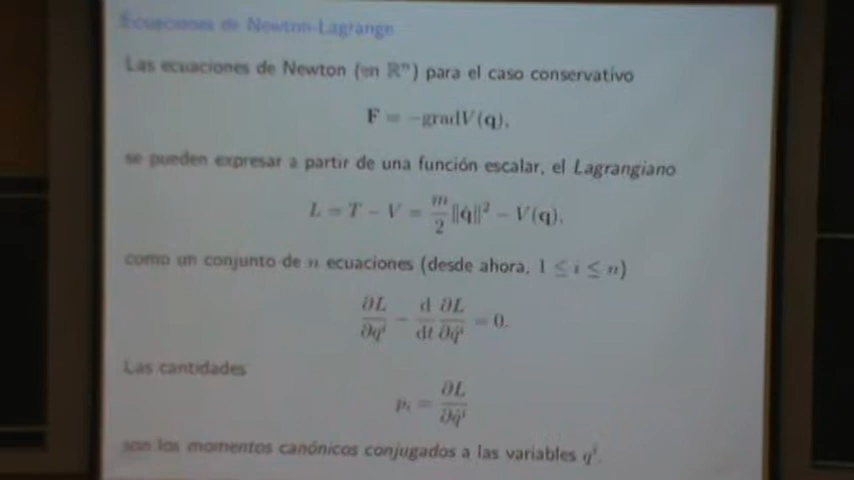 Ecuaciones de Newton-Lagrange
Las ecuaciones de Newton (en ℝⁿ) para el caso conservativo
F = −gradV(q),
se pueden expresar a partir de una función escalar, el Lagrangiano
L = T − V = m/2 ‖q̇‖² − V(q),
como un conjunto de n ecuaciones (desde ahora, 1 ≤ i ≤ n)
∂L/∂qⁱ − d/dt ∂L/∂q̇ⁱ = 0.
Las cantidades
pᵢ = ∂L/∂q̇ⁱ
son los momentos canónicos conjugados a las variables qⁱ.